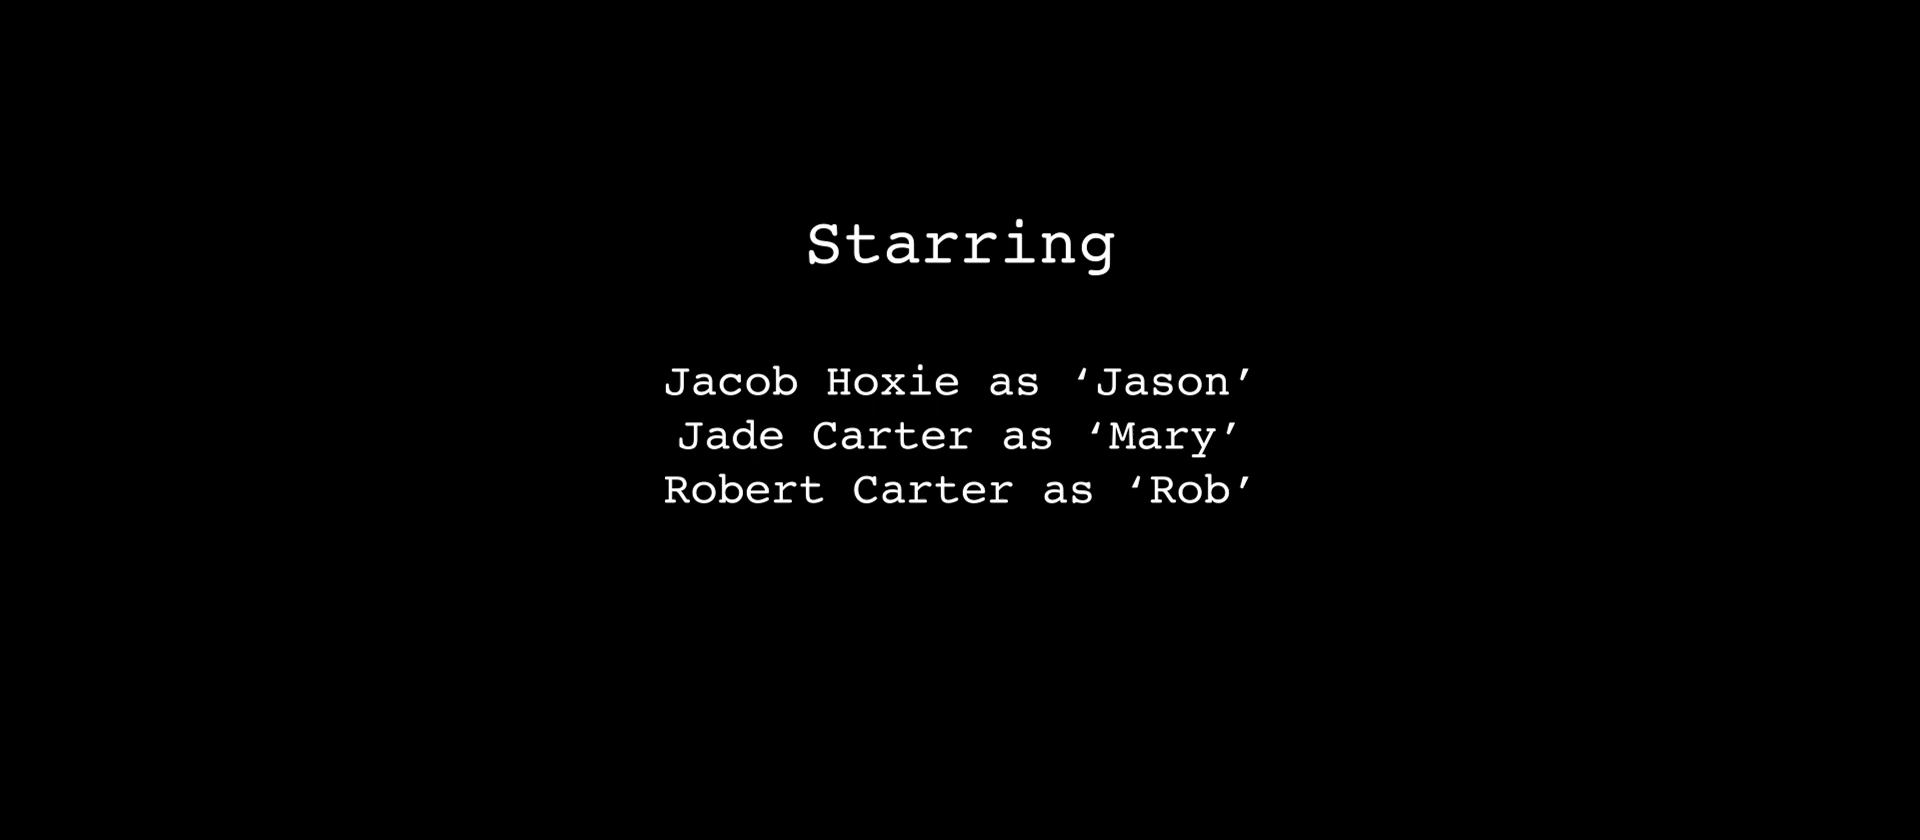 Starring
Jacob Hoxie as ‘Jason’
Jade Carter as ‘Mary’
Robert Carter as ‘Rob’